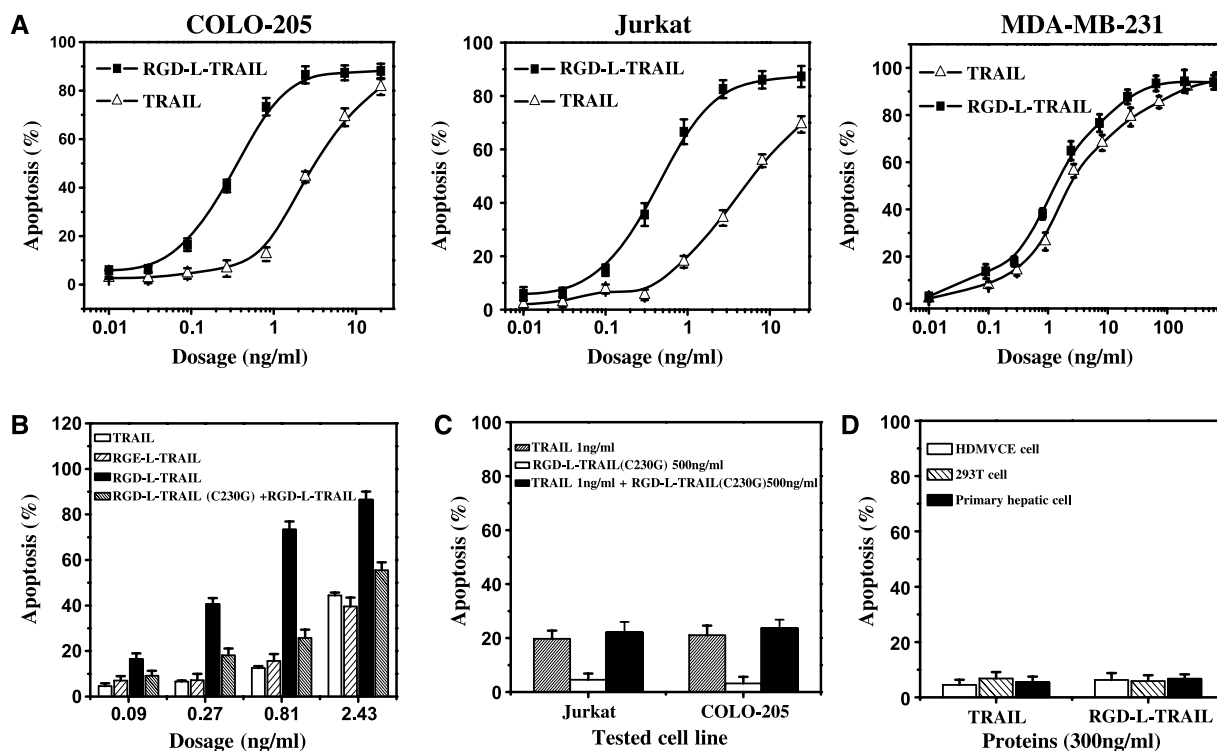 A
COLO-205
Jurkat
MDA-MB-231
Apoptosis (%)
100
80
60
40
20
0
RGD-L-TRAIL
TRAIL
0.01
0.1
1
10
Dosage (ng/ml)
Apoptosis (%)
100
80
60
40
20
0
RGD-L-TRAIL
TRAIL
0.01
0.1
1
10
Dosage (ng/ml)
Apoptosis (%)
100
80
60
40
20
0
TRAIL
RGD-L-TRAIL
0.01
0.1
1
10
100
Dosage (ng/ml)
B
Apoptosis (%)
120
100
80
60
40
20
0
TRAIL
RGE-L-TRAIL
RGD-L-TRAIL
RGD-L-TRAIL (C230G) +RGD-L-TRAIL
0.09
0.27
0.81
2.43
Dosage (ng/ml)
C
Apoptosis (%)
100
80
60
40
20
0
TRAIL 1ng/ml
RGD-L-TRAIL(C230G) 500ng/ml
TRAIL 1ng/ml + RGD-L-TRAIL(C230G)500ng/ml
Jurkat
COLO-205
Tested cell line
D
Apoptosis (%)
100
80
60
40
20
0
HDMVCE cell
293T cell
Primary hepatic cell
TRAIL
RGD-L-TRAIL
Proteins (300ng/ml)